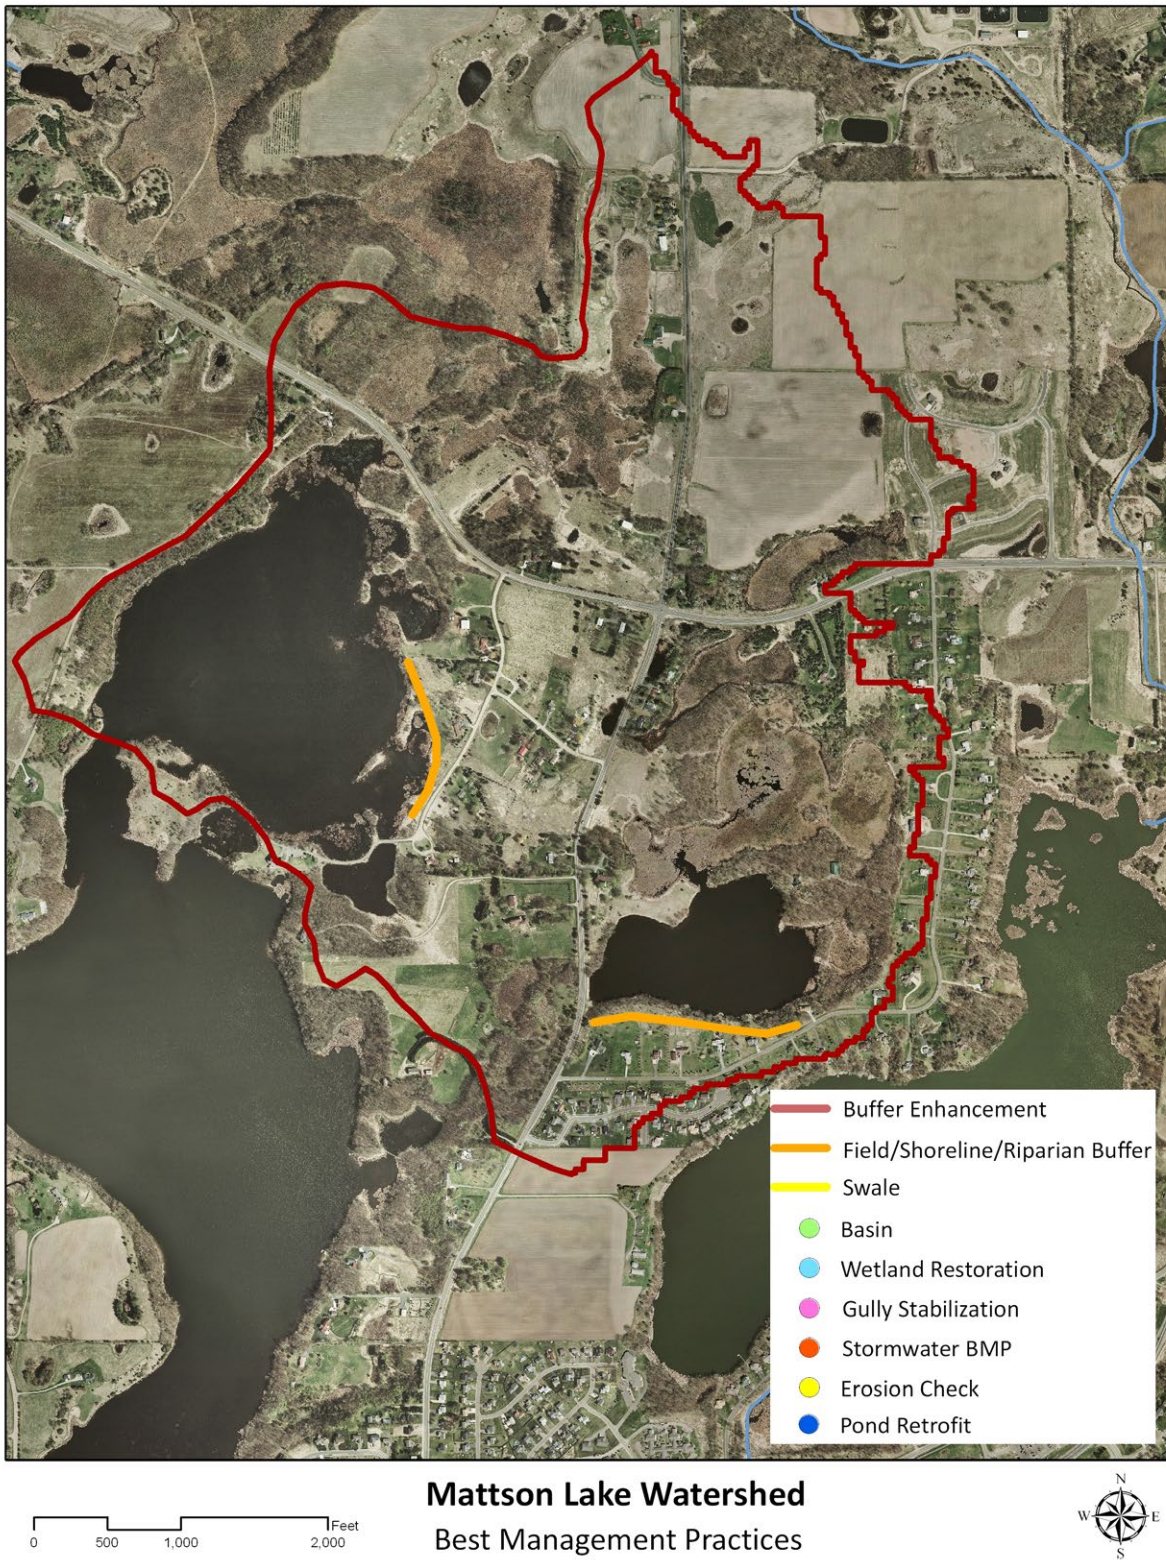 Buffer Enhancement
Field/Shoreline/Riparian Buffer
Swale
Basin
Wetland Restoration
Gully Stabilization
Stormwater BMP
Erosion Check
Pond Retrofit
Mattson Lake Watershed
Best Management Practices
Feet
0 500 1,000 2,000
N
W E
S